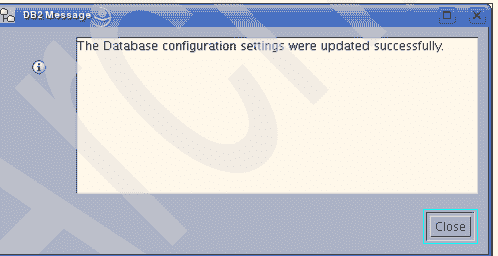 DB2 Message
The Database configuration settings were updated successfully.
Close